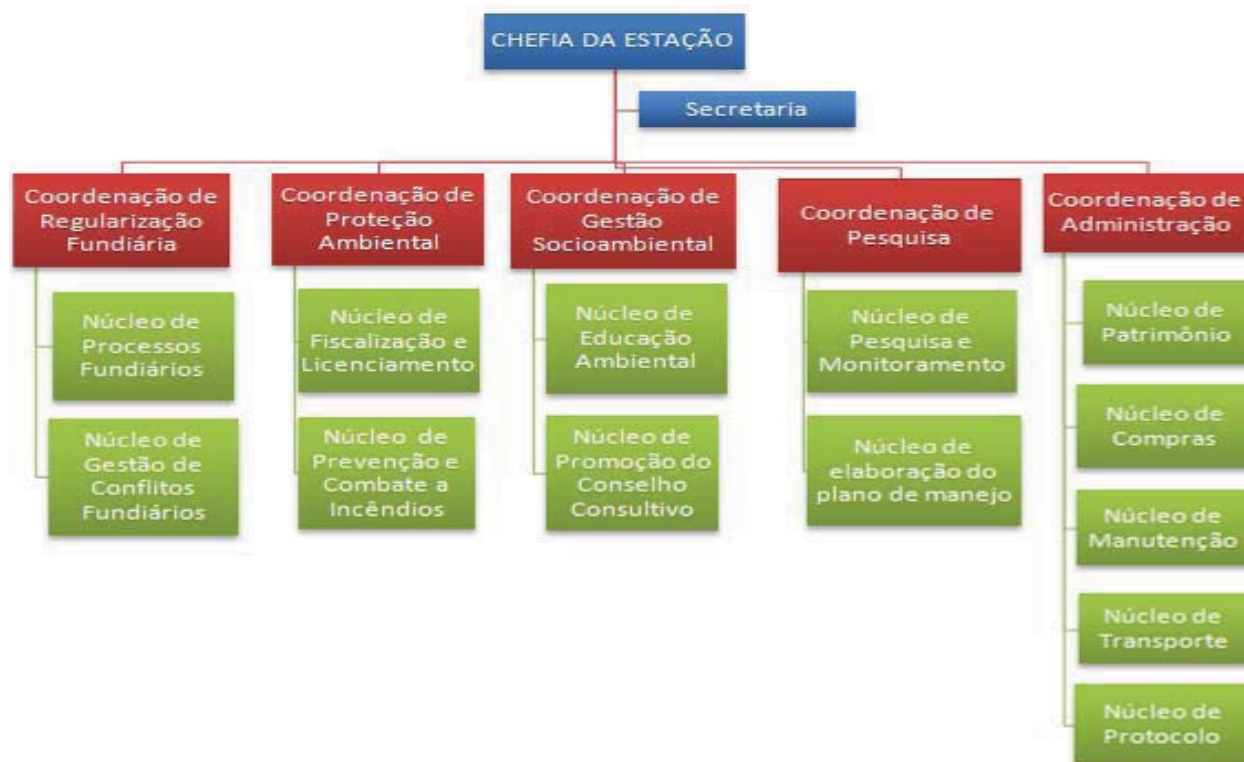 CHEFIA DA ESTAÇÃO
Secretaria
Coordenação de
Regularização
Fundiária
Núcleo de
Processos
Fundiários
Núcleo de
Gestão de
Conflitos
Fundiários
Coordenação de
Proteção
Ambiental
Núcleo de
Fiscalização e
Licenciamento
Núcleo de
Prevenção e
Combate a
Incêndios
Coordenação de
Gestão
Socioambiental
Núcleo de
Educação
Ambiental
Núcleo de
Promoção do
Conselho
Consultivo
Coordenação de
Pesquisa
Núcleo de
Pesquisa e
Monitoramento
Núcleo de
elaboração do
plano de manejo
Coordenação de
Administração
Núcleo de
Patrimônio
Núcleo de
Compras
Núcleo de
Manutenção
Núcleo de
Transporte
Núcleo de
Protocolo